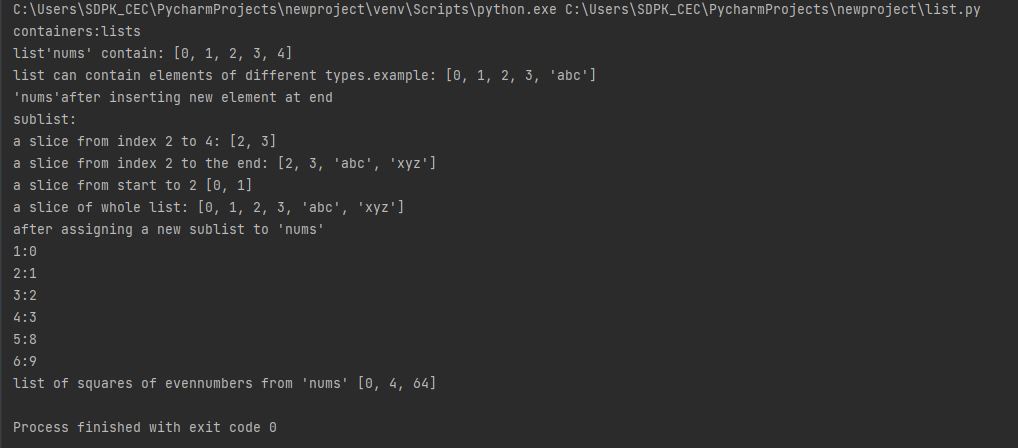 C:\Users\SDPK_CEC\PycharmProjects\newproject\venv\Scripts\python.exe C:\Users\SDPK_CEC\PycharmProjects\newproject\list.py
containers:lists
list'nums' contain: [0, 1, 2, 3, 4]
list can contain elements of different types.example: [0, 1, 2, 3, 'abc']
'nums'after inserting new element at end
sublist:
a slice from index 2 to 4: [2, 3]
a slice from index 2 to the end: [2, 3, 'abc', 'xyz']
a slice from start to 2 [0, 1]
a slice of whole list: [0, 1, 2, 3, 'abc', 'xyz']
after assigning a new sublist to 'nums'
1:0
2:1
3:2
4:3
5:8
6:9
list of squares of evennumbers from 'nums' [0, 4, 64]
Process finished with exit code 0